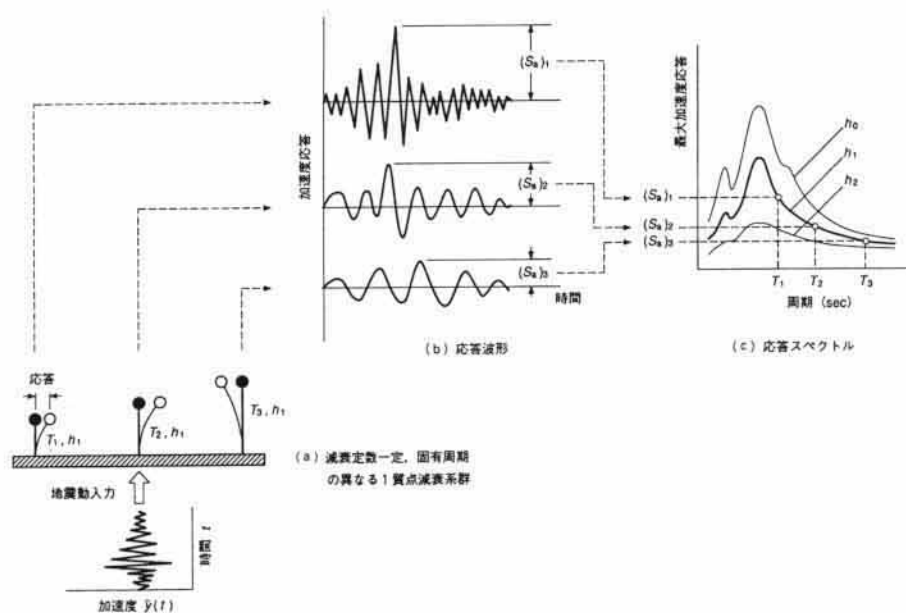 加速度応答
(Sa)1
(Sa)2
(Sa)3
時間
(b) 応答波形
最大加速度応答
(Sa)1
(Sa)2
(Sa)3
h0
h1
h2
T1
T2
T3
周期 (sec)
(c) 応答スペクトル
応答
T1, h1
T2, h1
T3, h1
(a) 減衰定数一定，固有周期
の異なる1質点減衰系群
地震動入力
時間 t
加速度 ÿ(t)